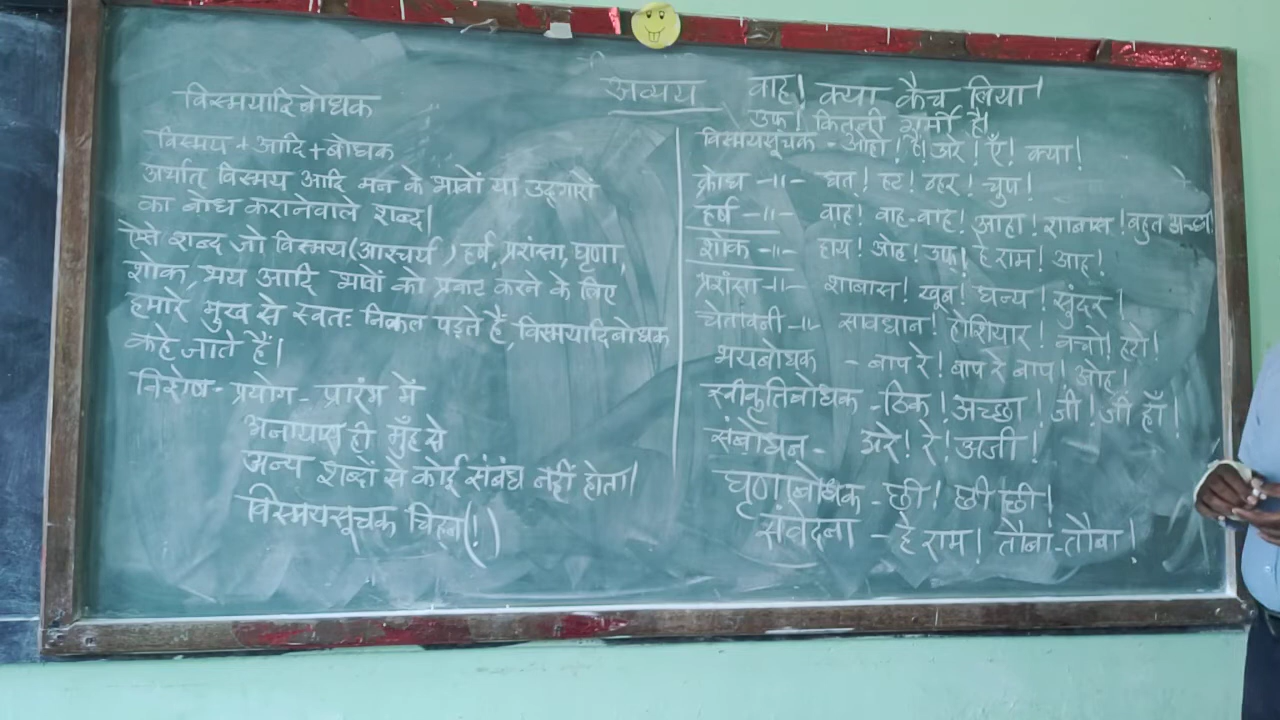 अव्यय
विस्मयादिबोधक
विस्मय + आदि + बोधक
अर्थात् विस्मय आदि मन के भावों या उद्गारों
का बोध करानेवाले शब्द।
ऐसे शब्द जो विस्मय (आश्चर्य) हर्ष, प्रशंसा, घृणा,
शोक, भय आदि भावों को प्रकट करने के लिए
हमारे मुख से स्वतः निकल पड़ते हैं, विस्मयादिबोधक
कहे जाते हैं।
विशेष - प्रयोग - प्रारंभ में
अनायास ही मुँह से
अन्य शब्दों से कोई संबंध नहीं होता।
विस्मयसूचक चिह्न (!)
वाह! क्या कैच लिया!
उफ! कितनी गर्मी है।
विस्मयसूचक - ओहो! हैं! अरे! ऐँ! क्या!
क्रोध -॥- धत! हट! ठहर! चुप!
हर्ष -॥- वाह! वाह-वाह! आहा! शाबास! बहुत अच्छा!
शोक -॥- हाय! ओह! उफ! हे राम! आह!
प्रशंसा -॥- शाबास! खूब! धन्य! सुंदर!
चेतावनी -॥- सावधान! होशियार! बचो! हटो!
भयबोधक - बाप रे! बाप रे बाप! ओह!
स्वीकृतिबोधक - ठिक! अच्छा! जी! जी हाँ!
संबोधन - अरे! रे! अजी!
घृणाबोधक - छी! छी छी!
संवेदना - हे राम! तौबा-तौबा!